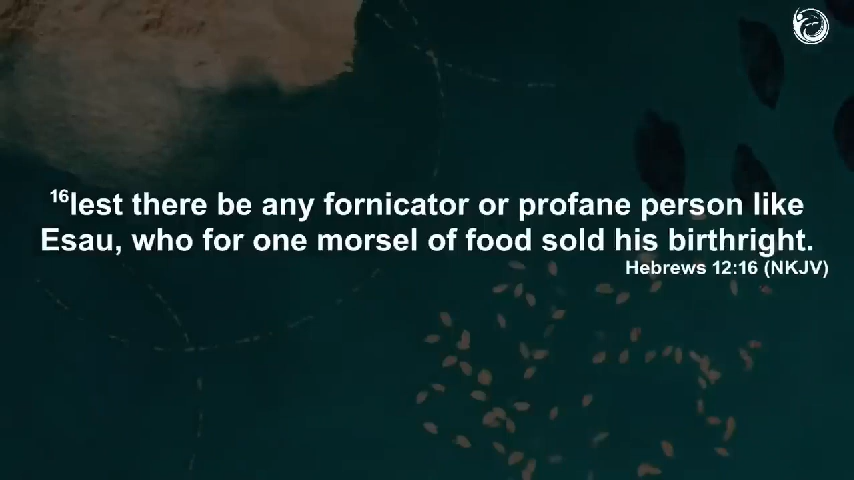 16lest there be any fornicator or profane person like
Esau, who for one morsel of food sold his birthright.
Hebrews 12:16 (NKJV)